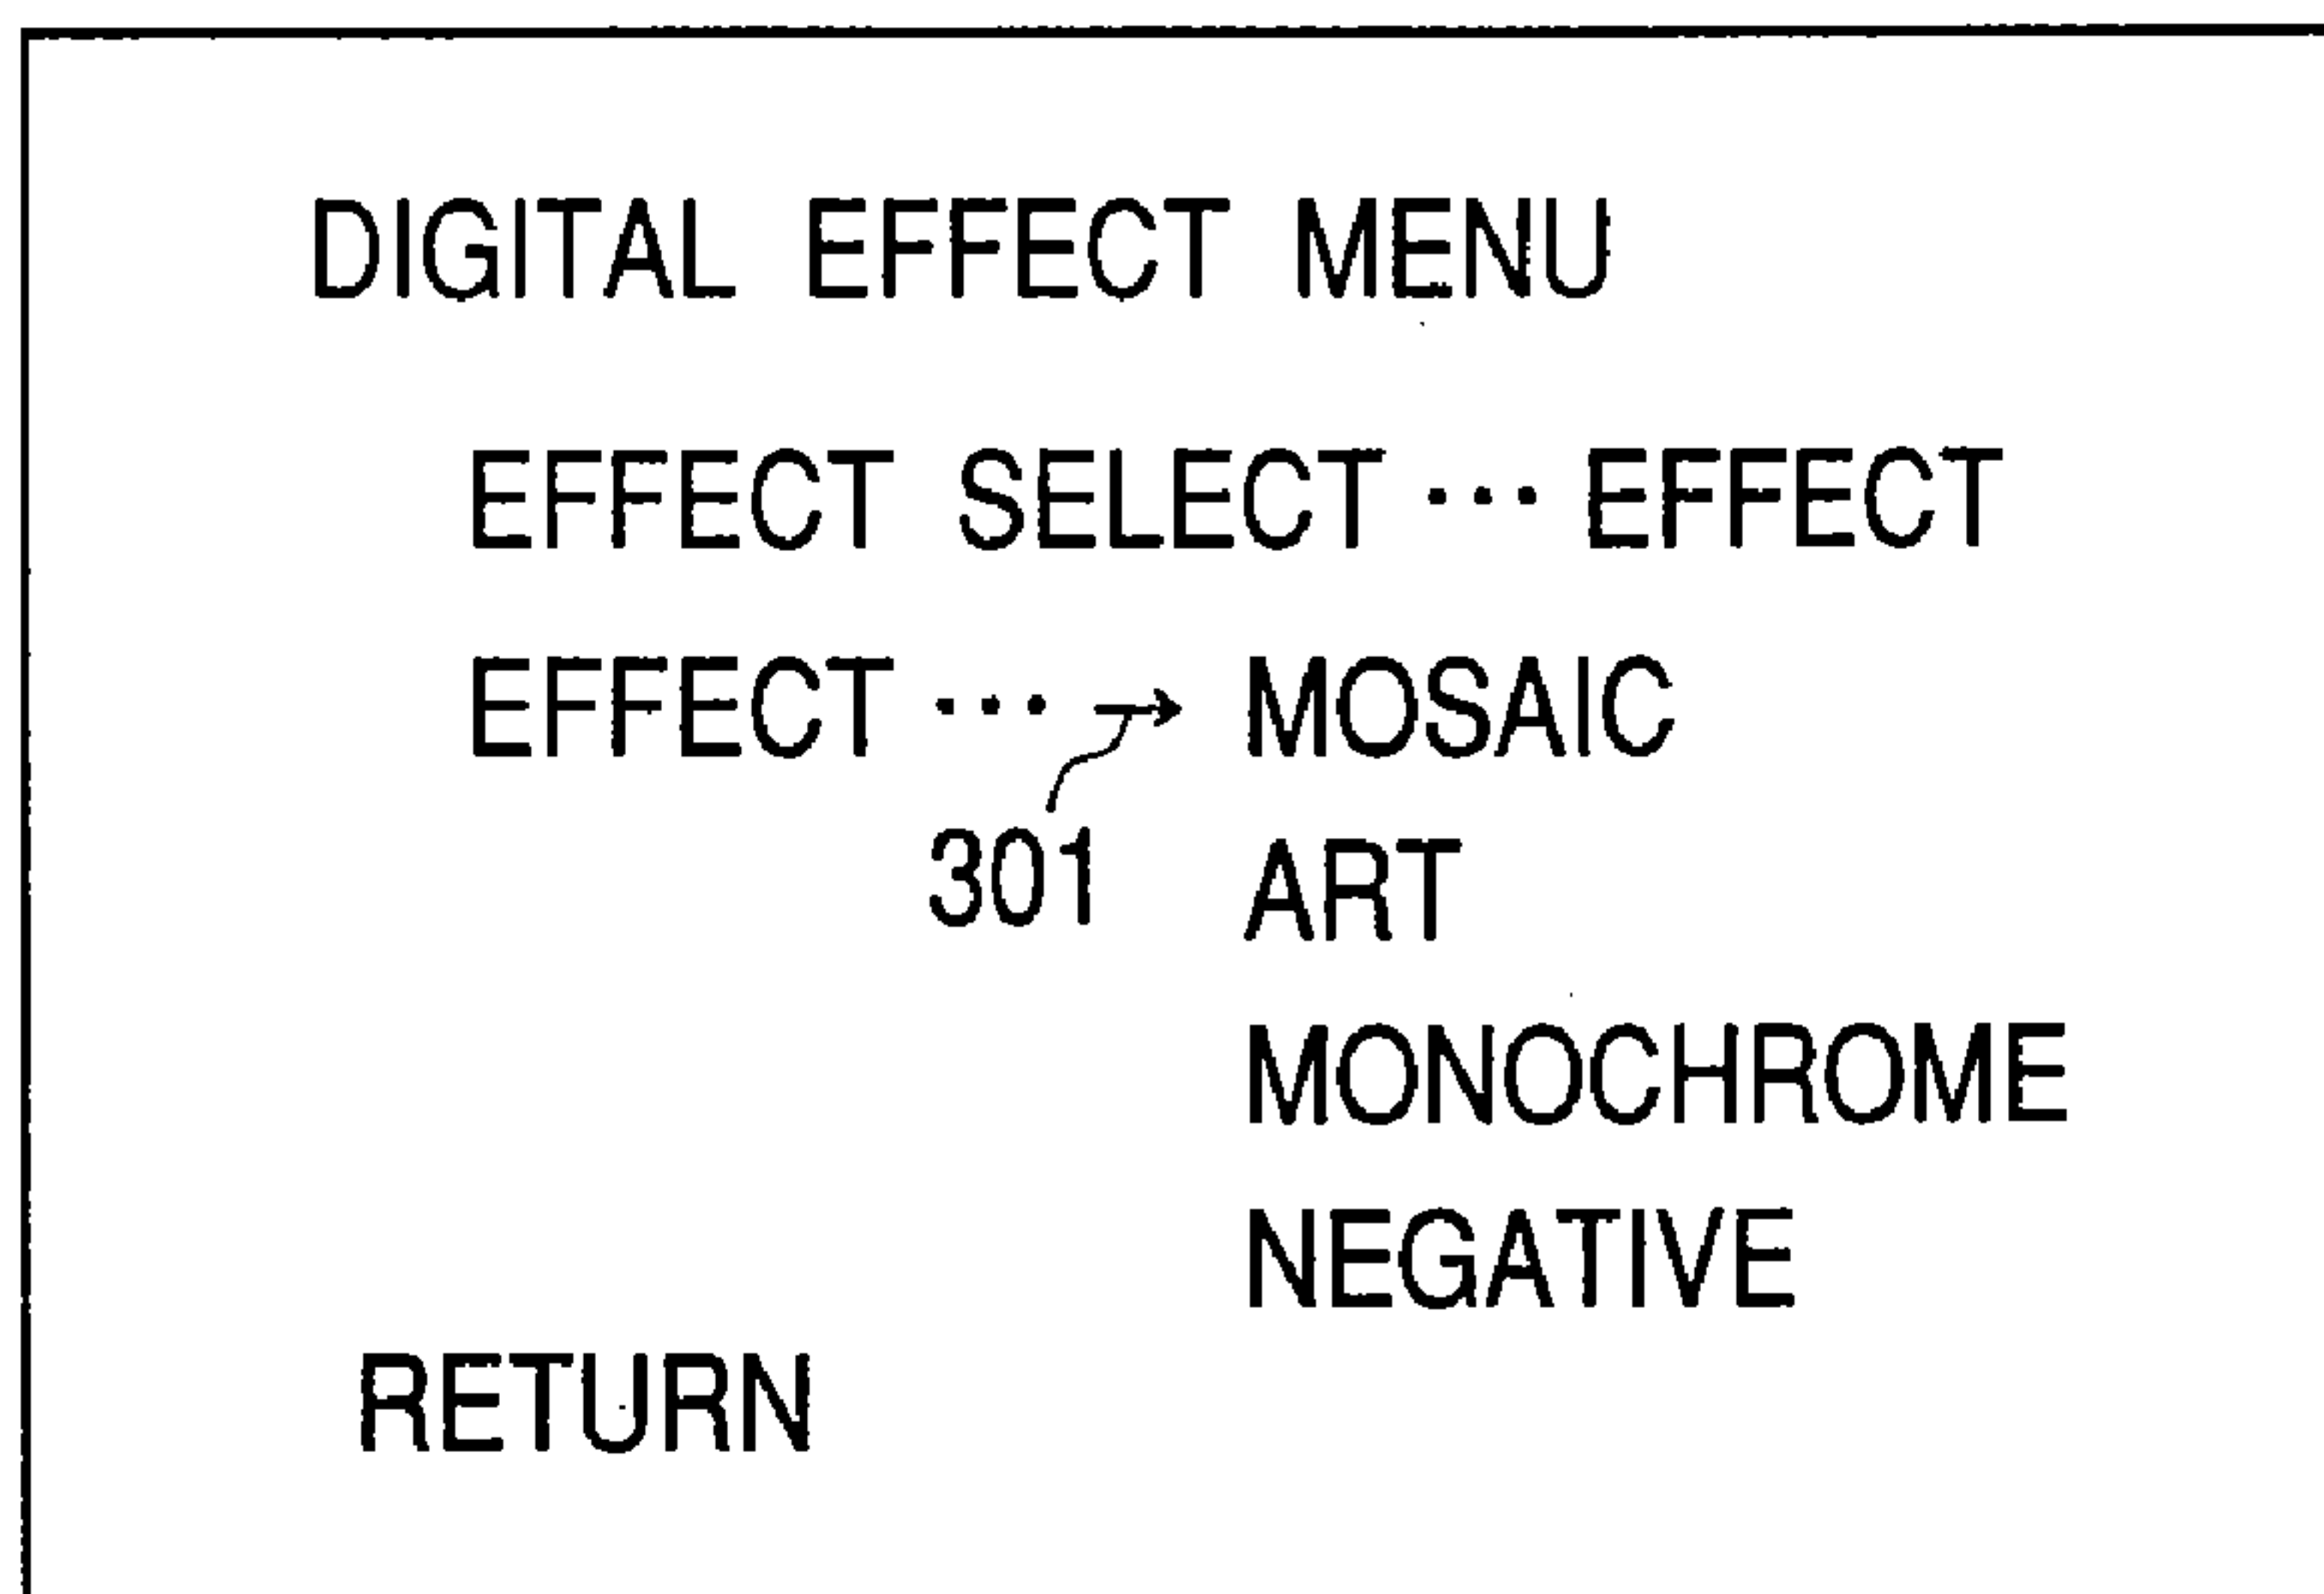 DIGITAL EFFECT MENU
EFFECT SELECT ··· EFFECT
EFFECT ··· → MOSAIC
301 ART
MONOCHROME
NEGATIVE
RETURN